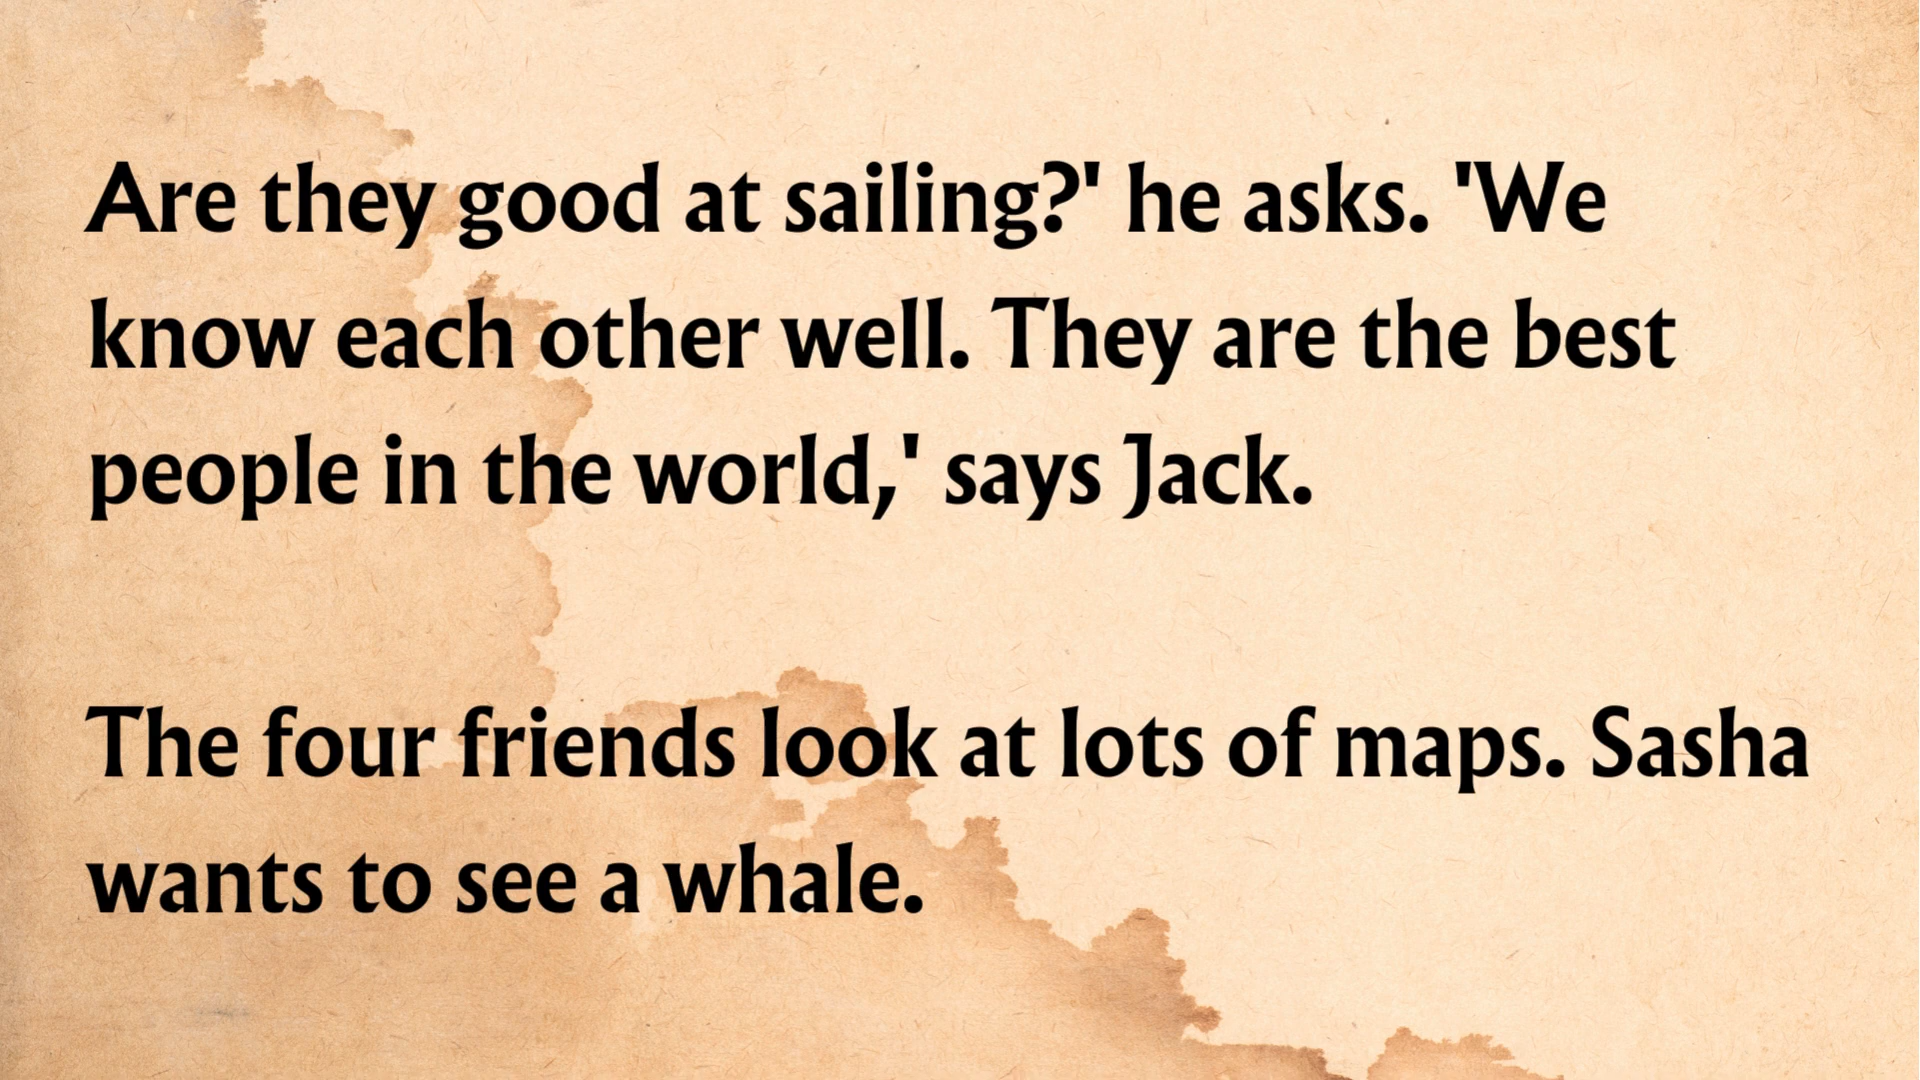 Are they good at sailing?' he asks. 'We
know each other well. They are the best
people in the world,' says Jack.
The four friends look at lots of maps. Sasha
wants to see a whale.